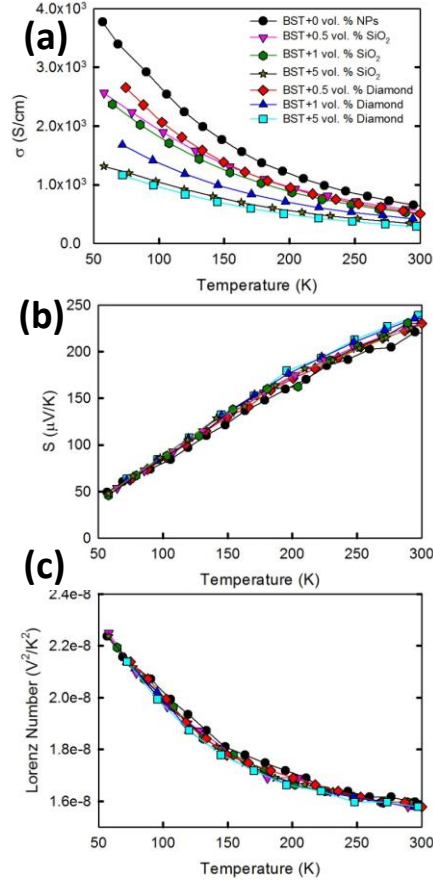 (a)
BST+0 vol. % NPs
BST+0.5 vol. % SiO₂
BST+1 vol. % SiO₂
BST+5 vol. % SiO₂
BST+0.5 vol. % Diamond
BST+1 vol. % Diamond
BST+5 vol. % Diamond
σ (S/cm)
4.0x10³
3.0x10³
2.0x10³
1.0x10³
0.0
50 100 150 200 250 300
Temperature (K)
(b)
S (μV/K)
250
200
150
100
50
0
50 100 150 200 250 300
Temperature (K)
(c)
Lorenz Number (V²/K²)
2.4e-8
2.2e-8
2.0e-8
1.8e-8
1.6e-8
50 100 150 200 250 300
Temperature (K)